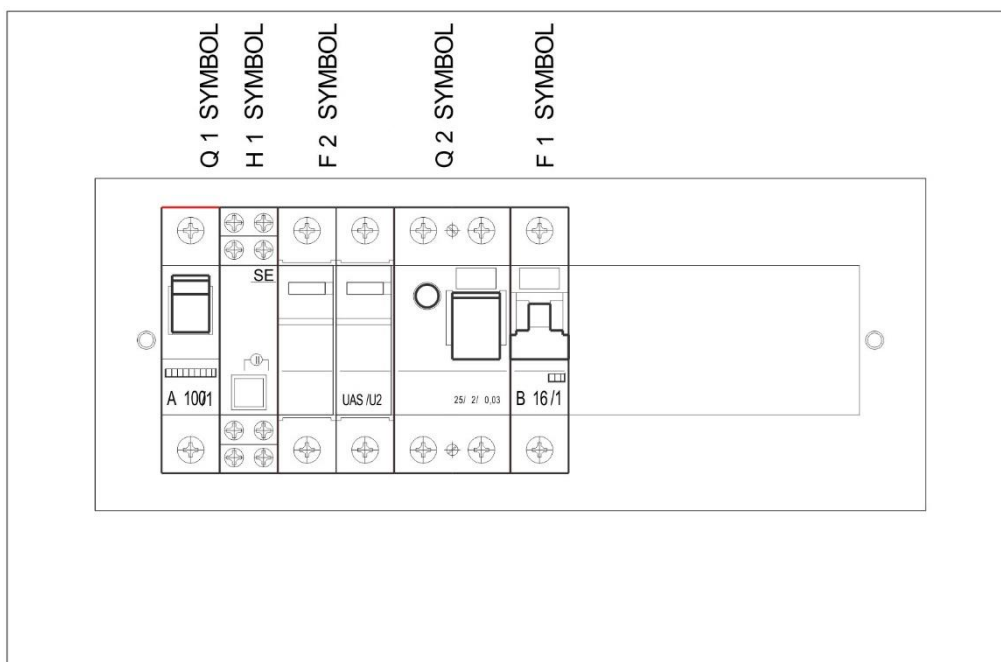 Q 1 SYMBOL
H 1 SYMBOL
F 2 SYMBOL
Q 2 SYMBOL
F 1 SYMBOL
SE
UAS /U2
25/ 2/ 0,03
B 16 /1